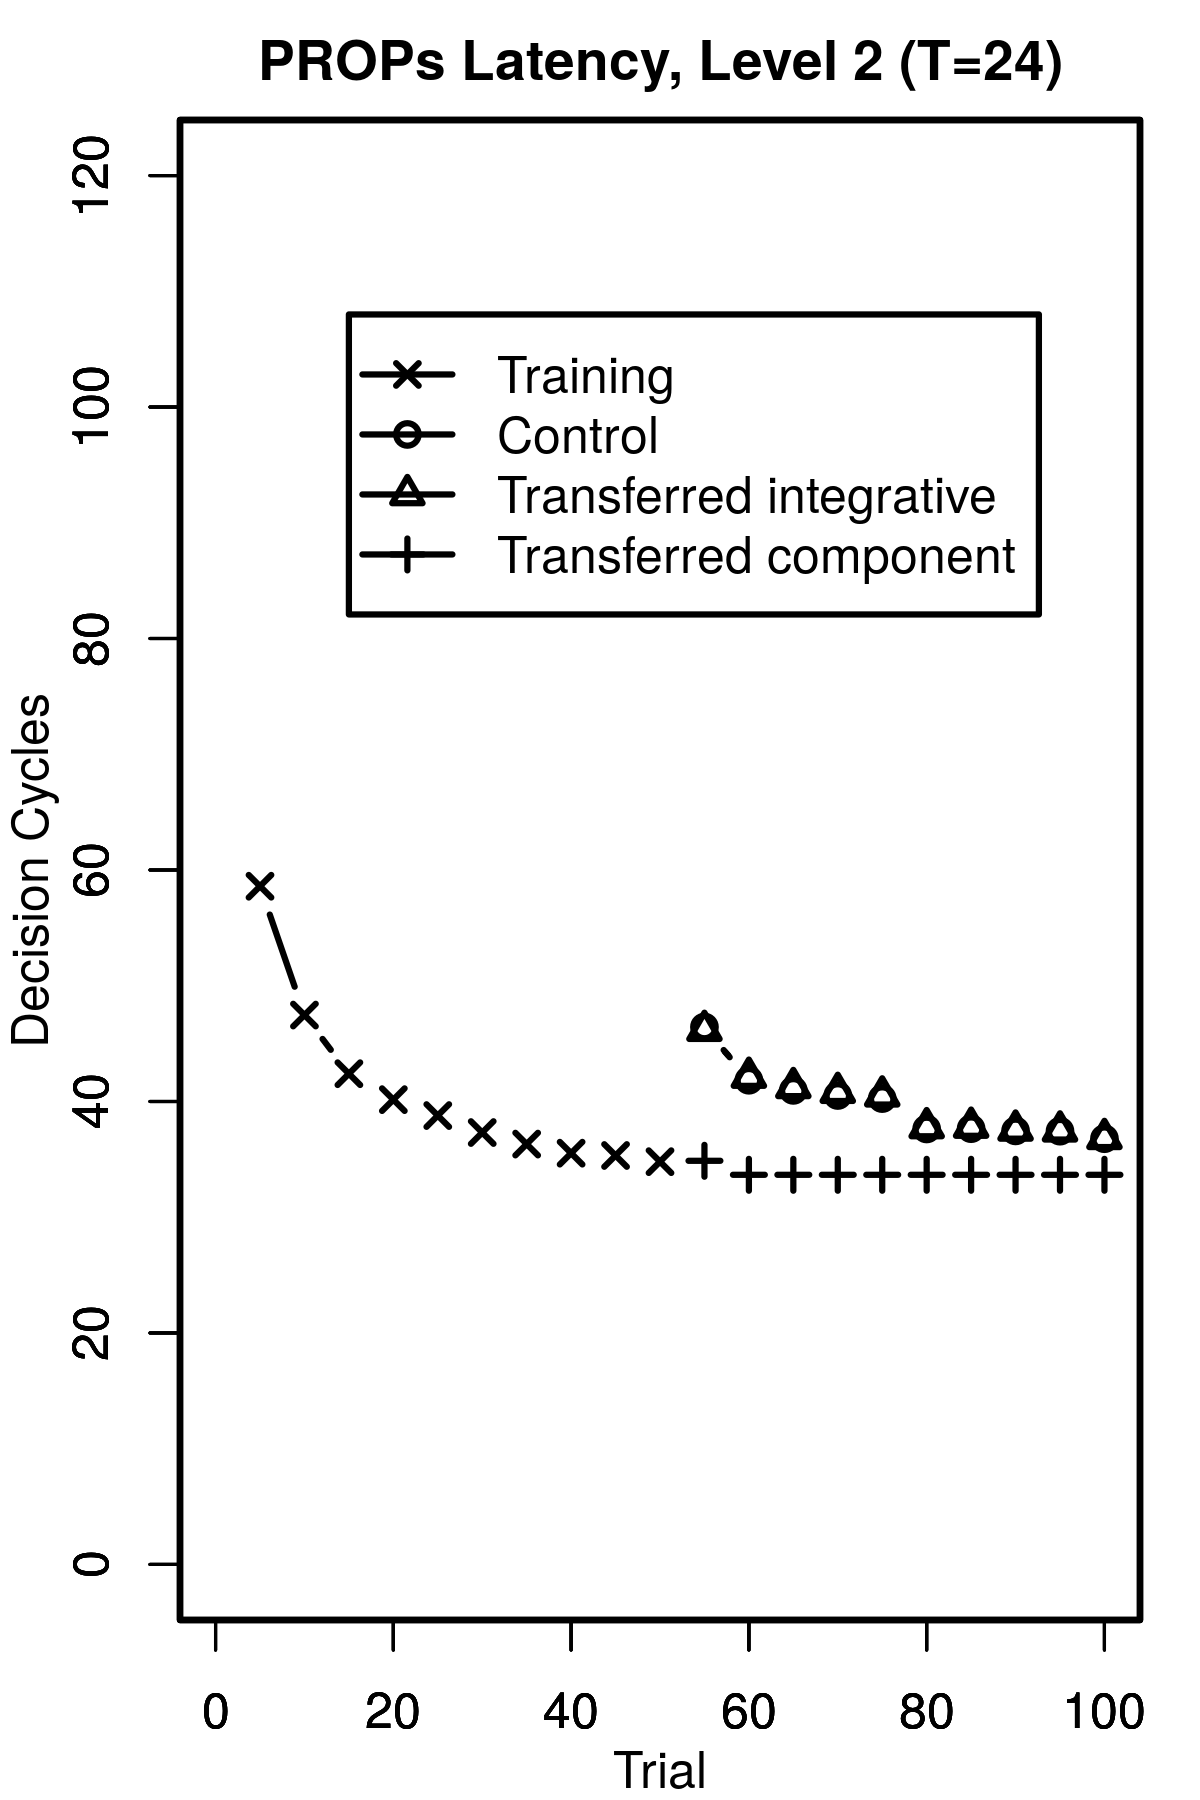 PROPs Latency, Level 2 (T=24)
120
100
80
60
40
20
0
Decision Cycles
Training
Control
Transferred integrative
Transferred component
0 20 40 60 80 100
Trial